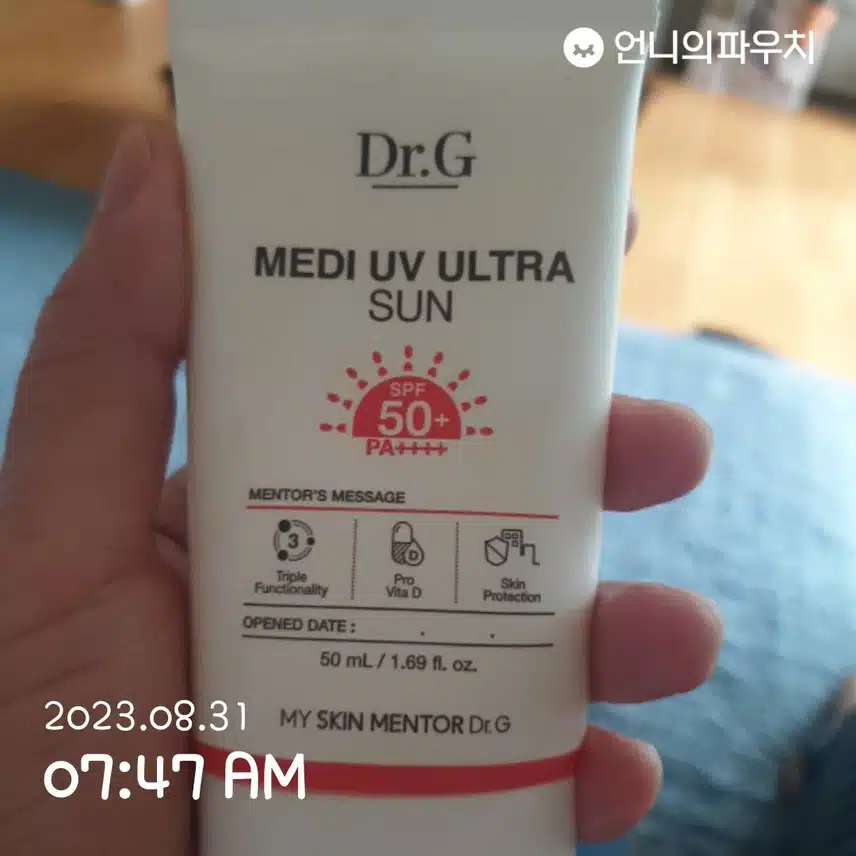 언니의파우치
Dr.G
MEDI UV ULTRA
SUN
SPF
50+
PA++++
MENTOR'S MESSAGE
3
D
Triple
Functionality
Pro
Vita D
Skin
Protection
OPENED DATE : . .
50 mL / 1.69 fl. oz.
MY SKIN MENTOR Dr.G
2023.08.31
07:47 AM